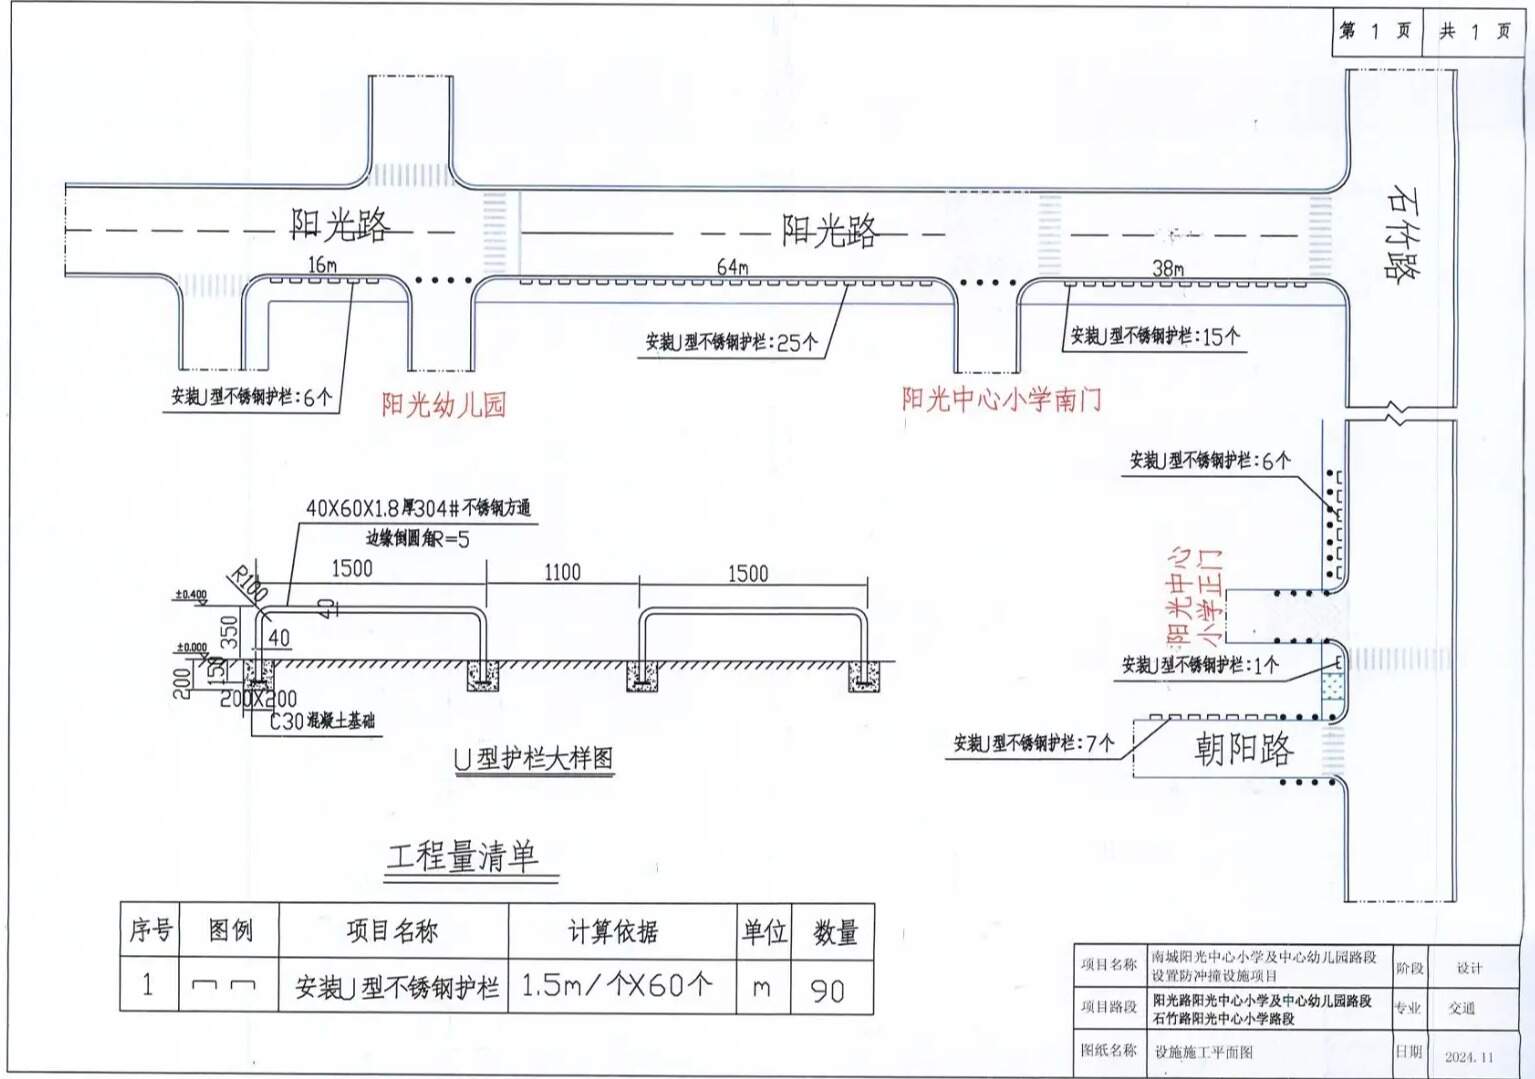 第 1 页 共 1 页
阳光路
阳光路
石竹路
16m
64m
38m
安装U型不锈钢护栏:6个
阳光幼儿园
安装U型不锈钢护栏:25个
阳光中心小学南门
安装U型不锈钢护栏:15个
安装U型不锈钢护栏:6个
阳光中心
小学正门
安装U型不锈钢护栏:1个
安装U型不锈钢护栏:7个
朝阳路
40X60X1.8厚304#不锈钢方通
边缘倒圆角R=5
1500
1100
1500
R100
±0.400
40
350
40
±0.000
200
150
200X200
C30混凝土基础
U型护栏大样图
工程量清单
序号 图例 项目名称 计算依据 单位 数量
1 安装U型不锈钢护栏 1.5m/个X60个 m 90
项目名称 南城阳光中心小学及中心幼儿园路段
设置防冲撞设施项目 阶段 设计
项目路段 阳光路阳光中心小学及中心幼儿园路段
石竹路阳光中心小学路段 专业 交通
图纸名称 设施施工平面图 日期 2024.11